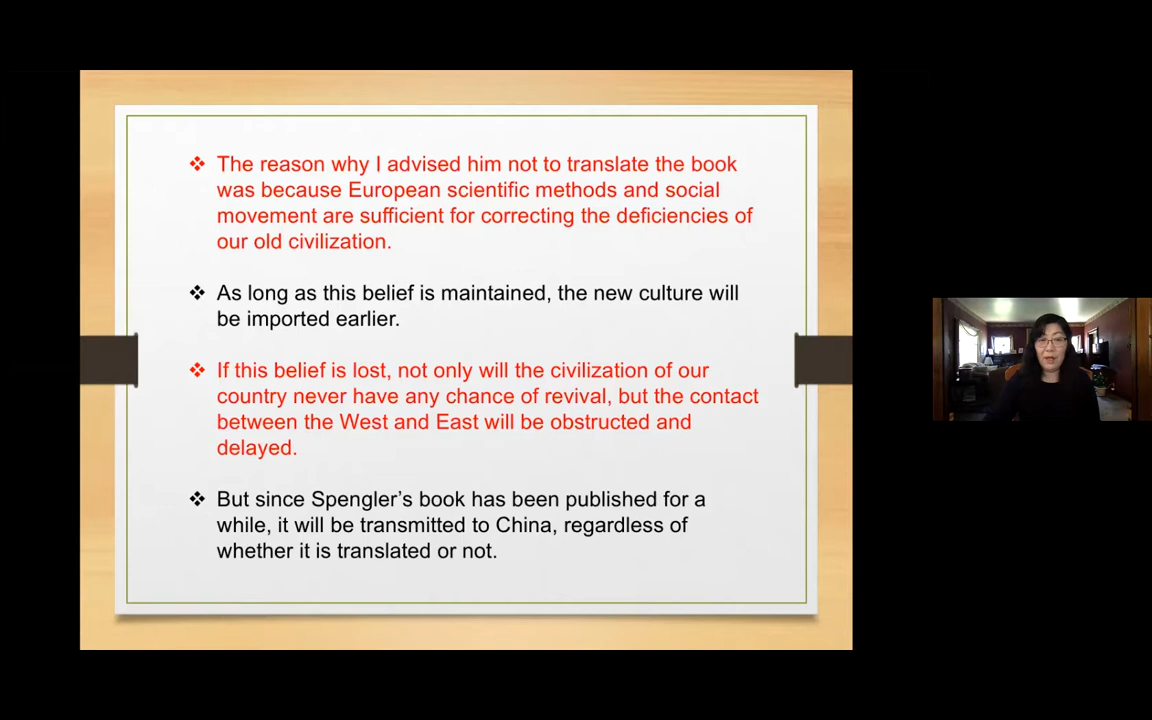 The reason why I advised him not to translate the book
was because European scientific methods and social
movement are sufficient for correcting the deficiencies of
our old civilization.
As long as this belief is maintained, the new culture will
be imported earlier.
If this belief is lost, not only will the civilization of our
country never have any chance of revival, but the contact
between the West and East will be obstructed and
delayed.
But since Spengler’s book has been published for a
while, it will be transmitted to China, regardless of
whether it is translated or not.